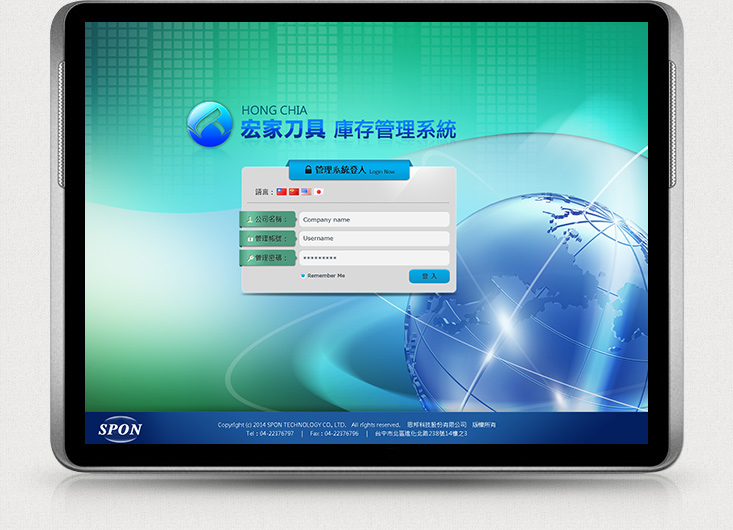 HONG CHIA
宏家刀具 庫存管理系統
管理系統登入 Login Now
語言：
公司名稱： Company name
管理帳號： Username
管理密碼： *********
Remember Me 登 入
SPON
Copyright (c) 2014 SPON TECHNOLOGY CO., LTD. All rights reserved. 思邦科技股份有限公司 版權所有
Tel : 04-22376797 | Fax : 04-22376796 | 台中市北區進化北路238號14樓之3